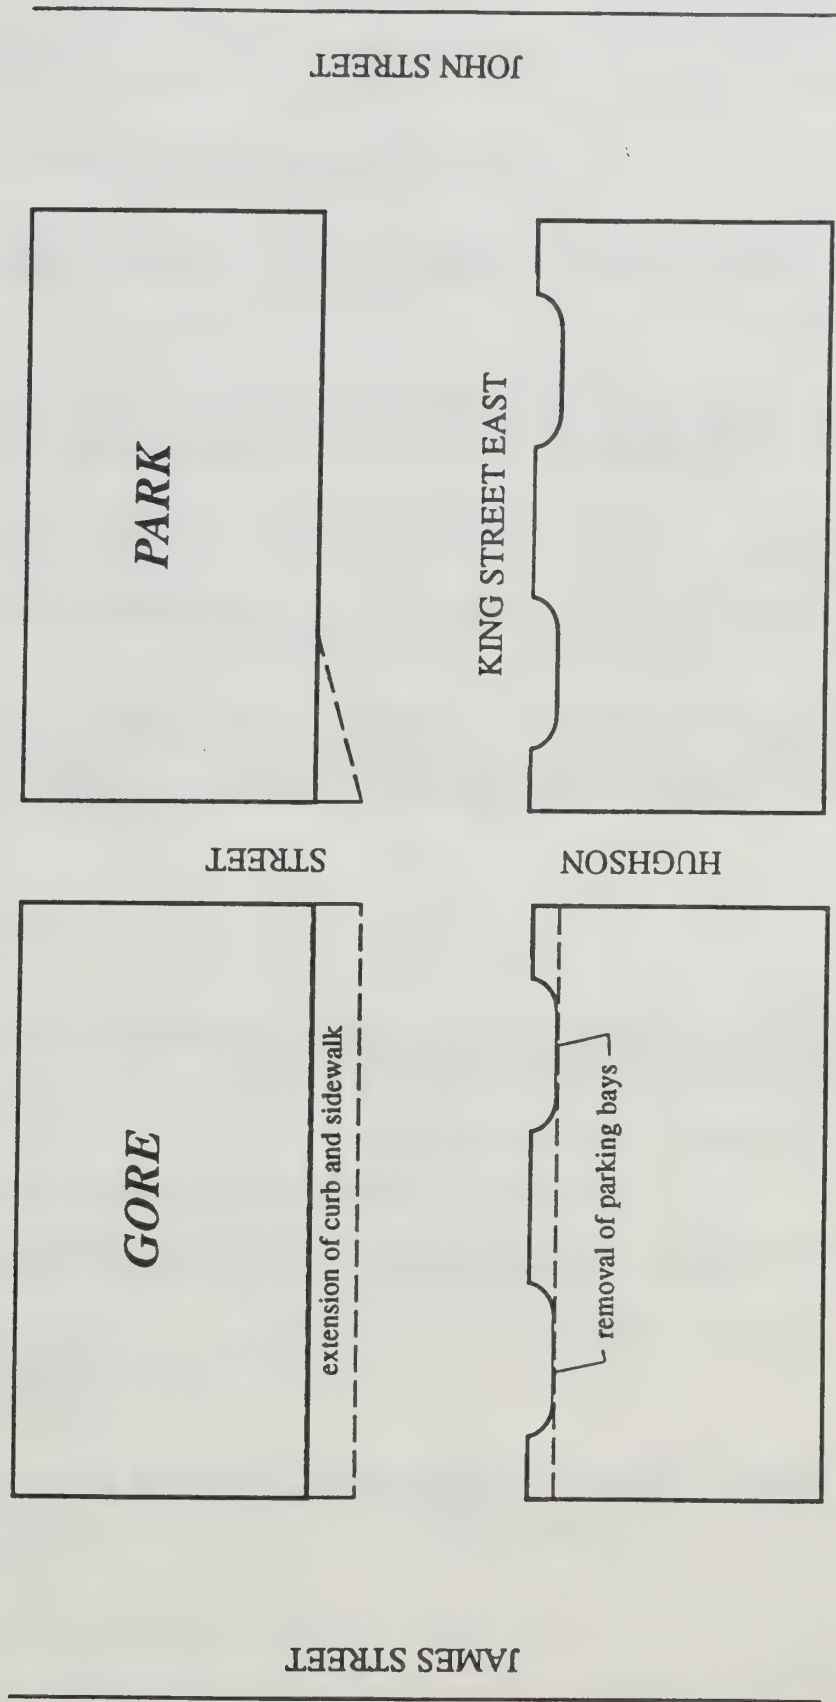 GORE
PARK
extension of curb and sidewalk
KING STREET EAST
removal of parking bays
JAMES STREET
HUGHSON
STREET
JOHN STREET